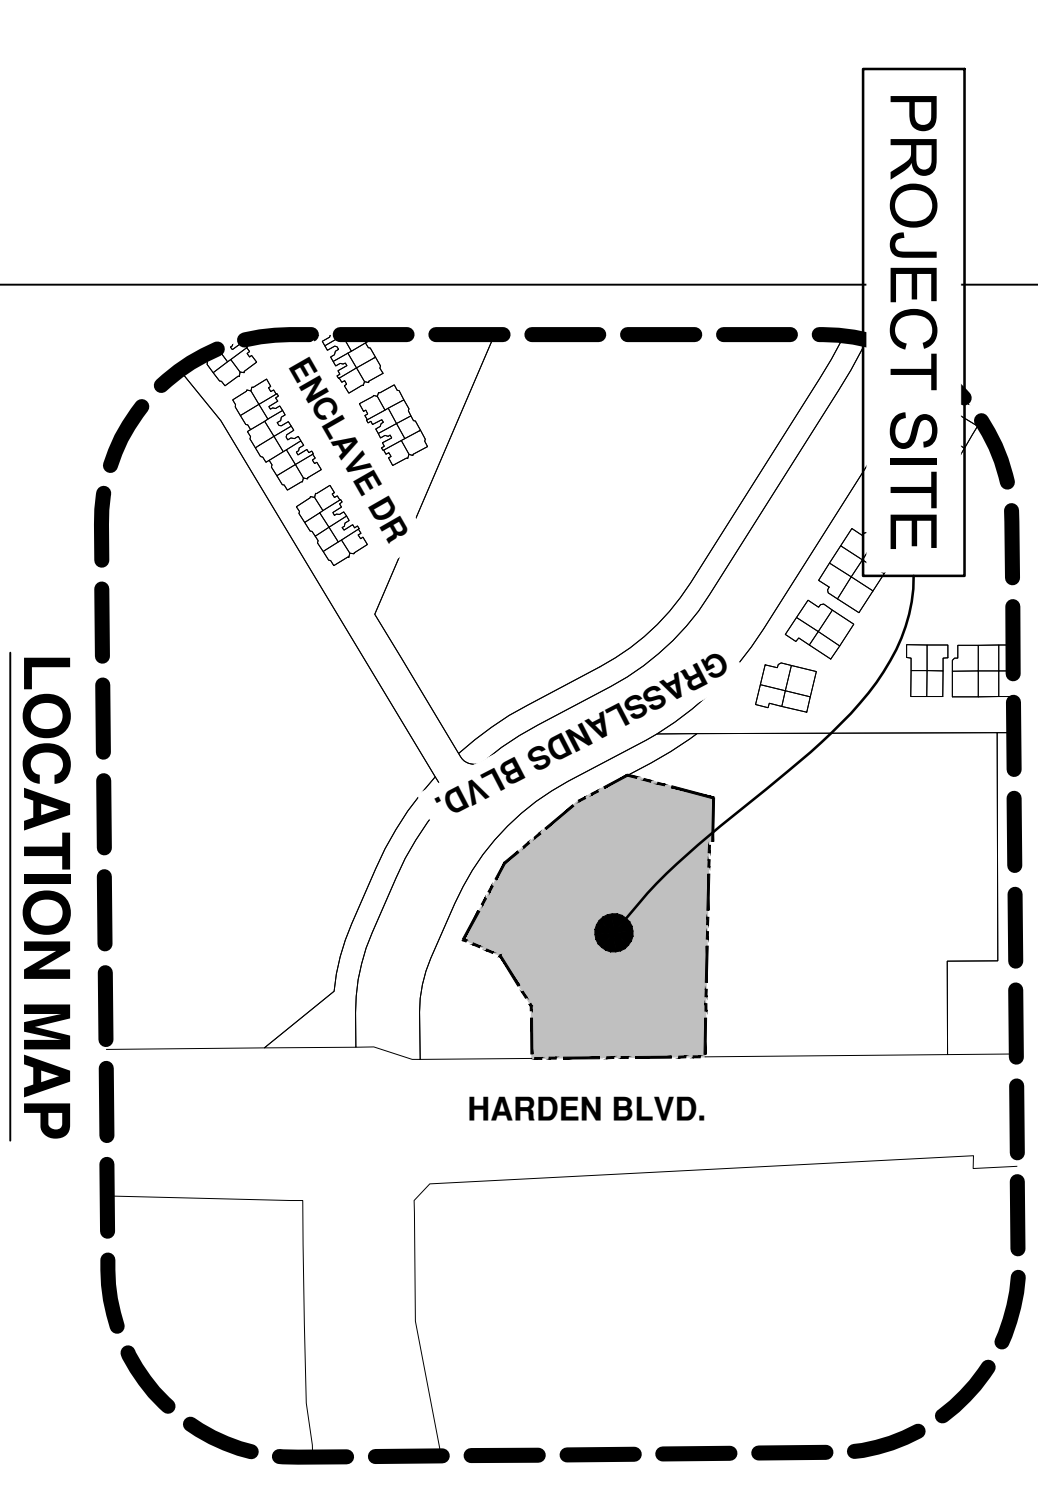 PROJECT SITE
ENCLAVE DR
GRASSLANDS BLVD.
HARDEN BLVD.
LOCATION MAP